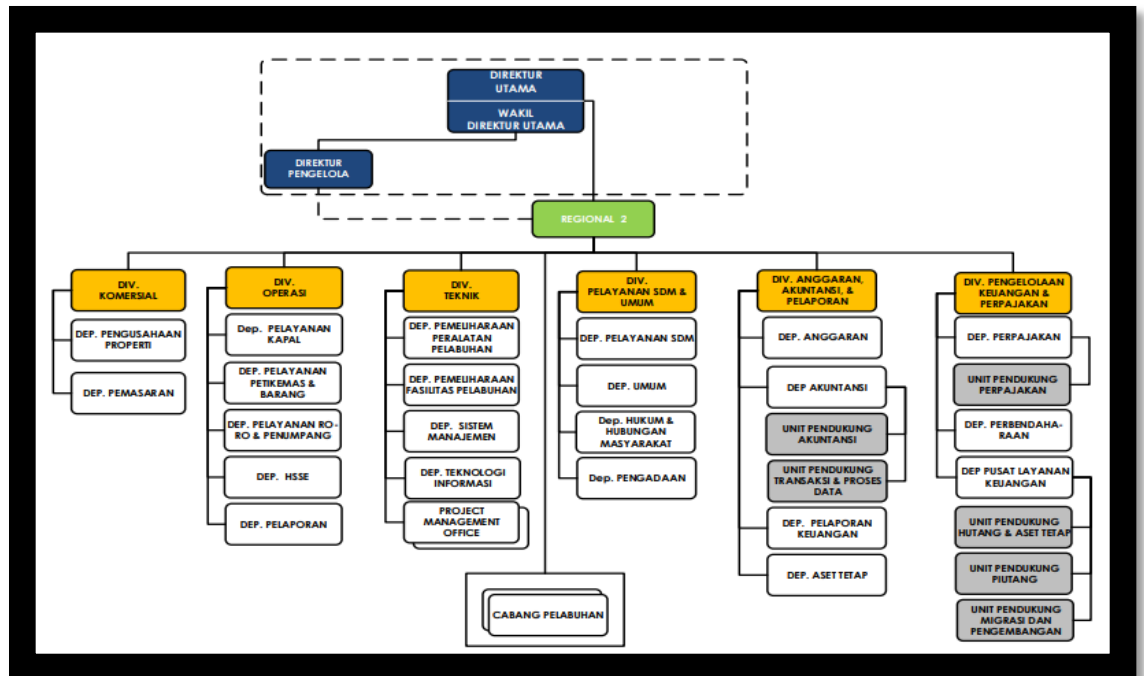 DIREKTUR
UTAMA
WAKIL
DIREKTUR UTAMA
DIREKTUR
PENGELOLA
REGIONAL 2
DIV.
KOMERSIAL
DEP. PENGUSAHAAN
PROPERTI
DEP. PEMASARAN
DIV.
OPERASI
Dep. PELAYANAN
KAPAL
DEP. PELAYANAN
PETIKEMAS &
BARANG
DEP. PELAYANAN RO-
RO & PENUMPANG
DEP. HSSE
DEP. PELAPORAN
DIV.
TEKNIK
DEP. PEMELIHARAAN
PERALATAN
PELABUHAN
DEP. PEMELIHARAAN
FASILITAS PELABUHAN
DEP. SISTEM
MANAJEMEN
DEP. TEKNOLOGI
INFORMASI
PROJECT
MANAGEMENT
OFFICE
CABANG PELABUHAN
DIV.
PELAYANAN SDM &
UMUM
DEP. PELAYANAN SDM
DEP. UMUM
Dep. HUKUM &
HUBUNGAN
MASYARAKAT
Dep. PENGADAAN
DIV. ANGGARAN,
AKUNTANSI, &
PELAPORAN
DEP. ANGGARAN
DEP AKUNTANSI
UNIT PENDUKUNG
AKUNTANSI
UNIT PENDUKUNG
TRANSAKSI & PROSES
DATA
DEP. PELAPORAN
KEUANGAN
DEP. ASET TETAP
DIV. PENGELOLAAN
KEUANGAN &
PERPAJAKAN
DEP. PERPAJAKAN
UNIT PENDUKUNG
PERPAJAKAN
DEP. PERBENDAHA-
RAAN
DEP PUSAT LAYANAN
KEUANGAN
UNIT PENDUKUNG
HUTANG & ASET TETAP
UNIT PENDUKUNG
PIUTANG
UNIT PENDUKUNG
MIGRASI DAN
PENGEMBANGAN